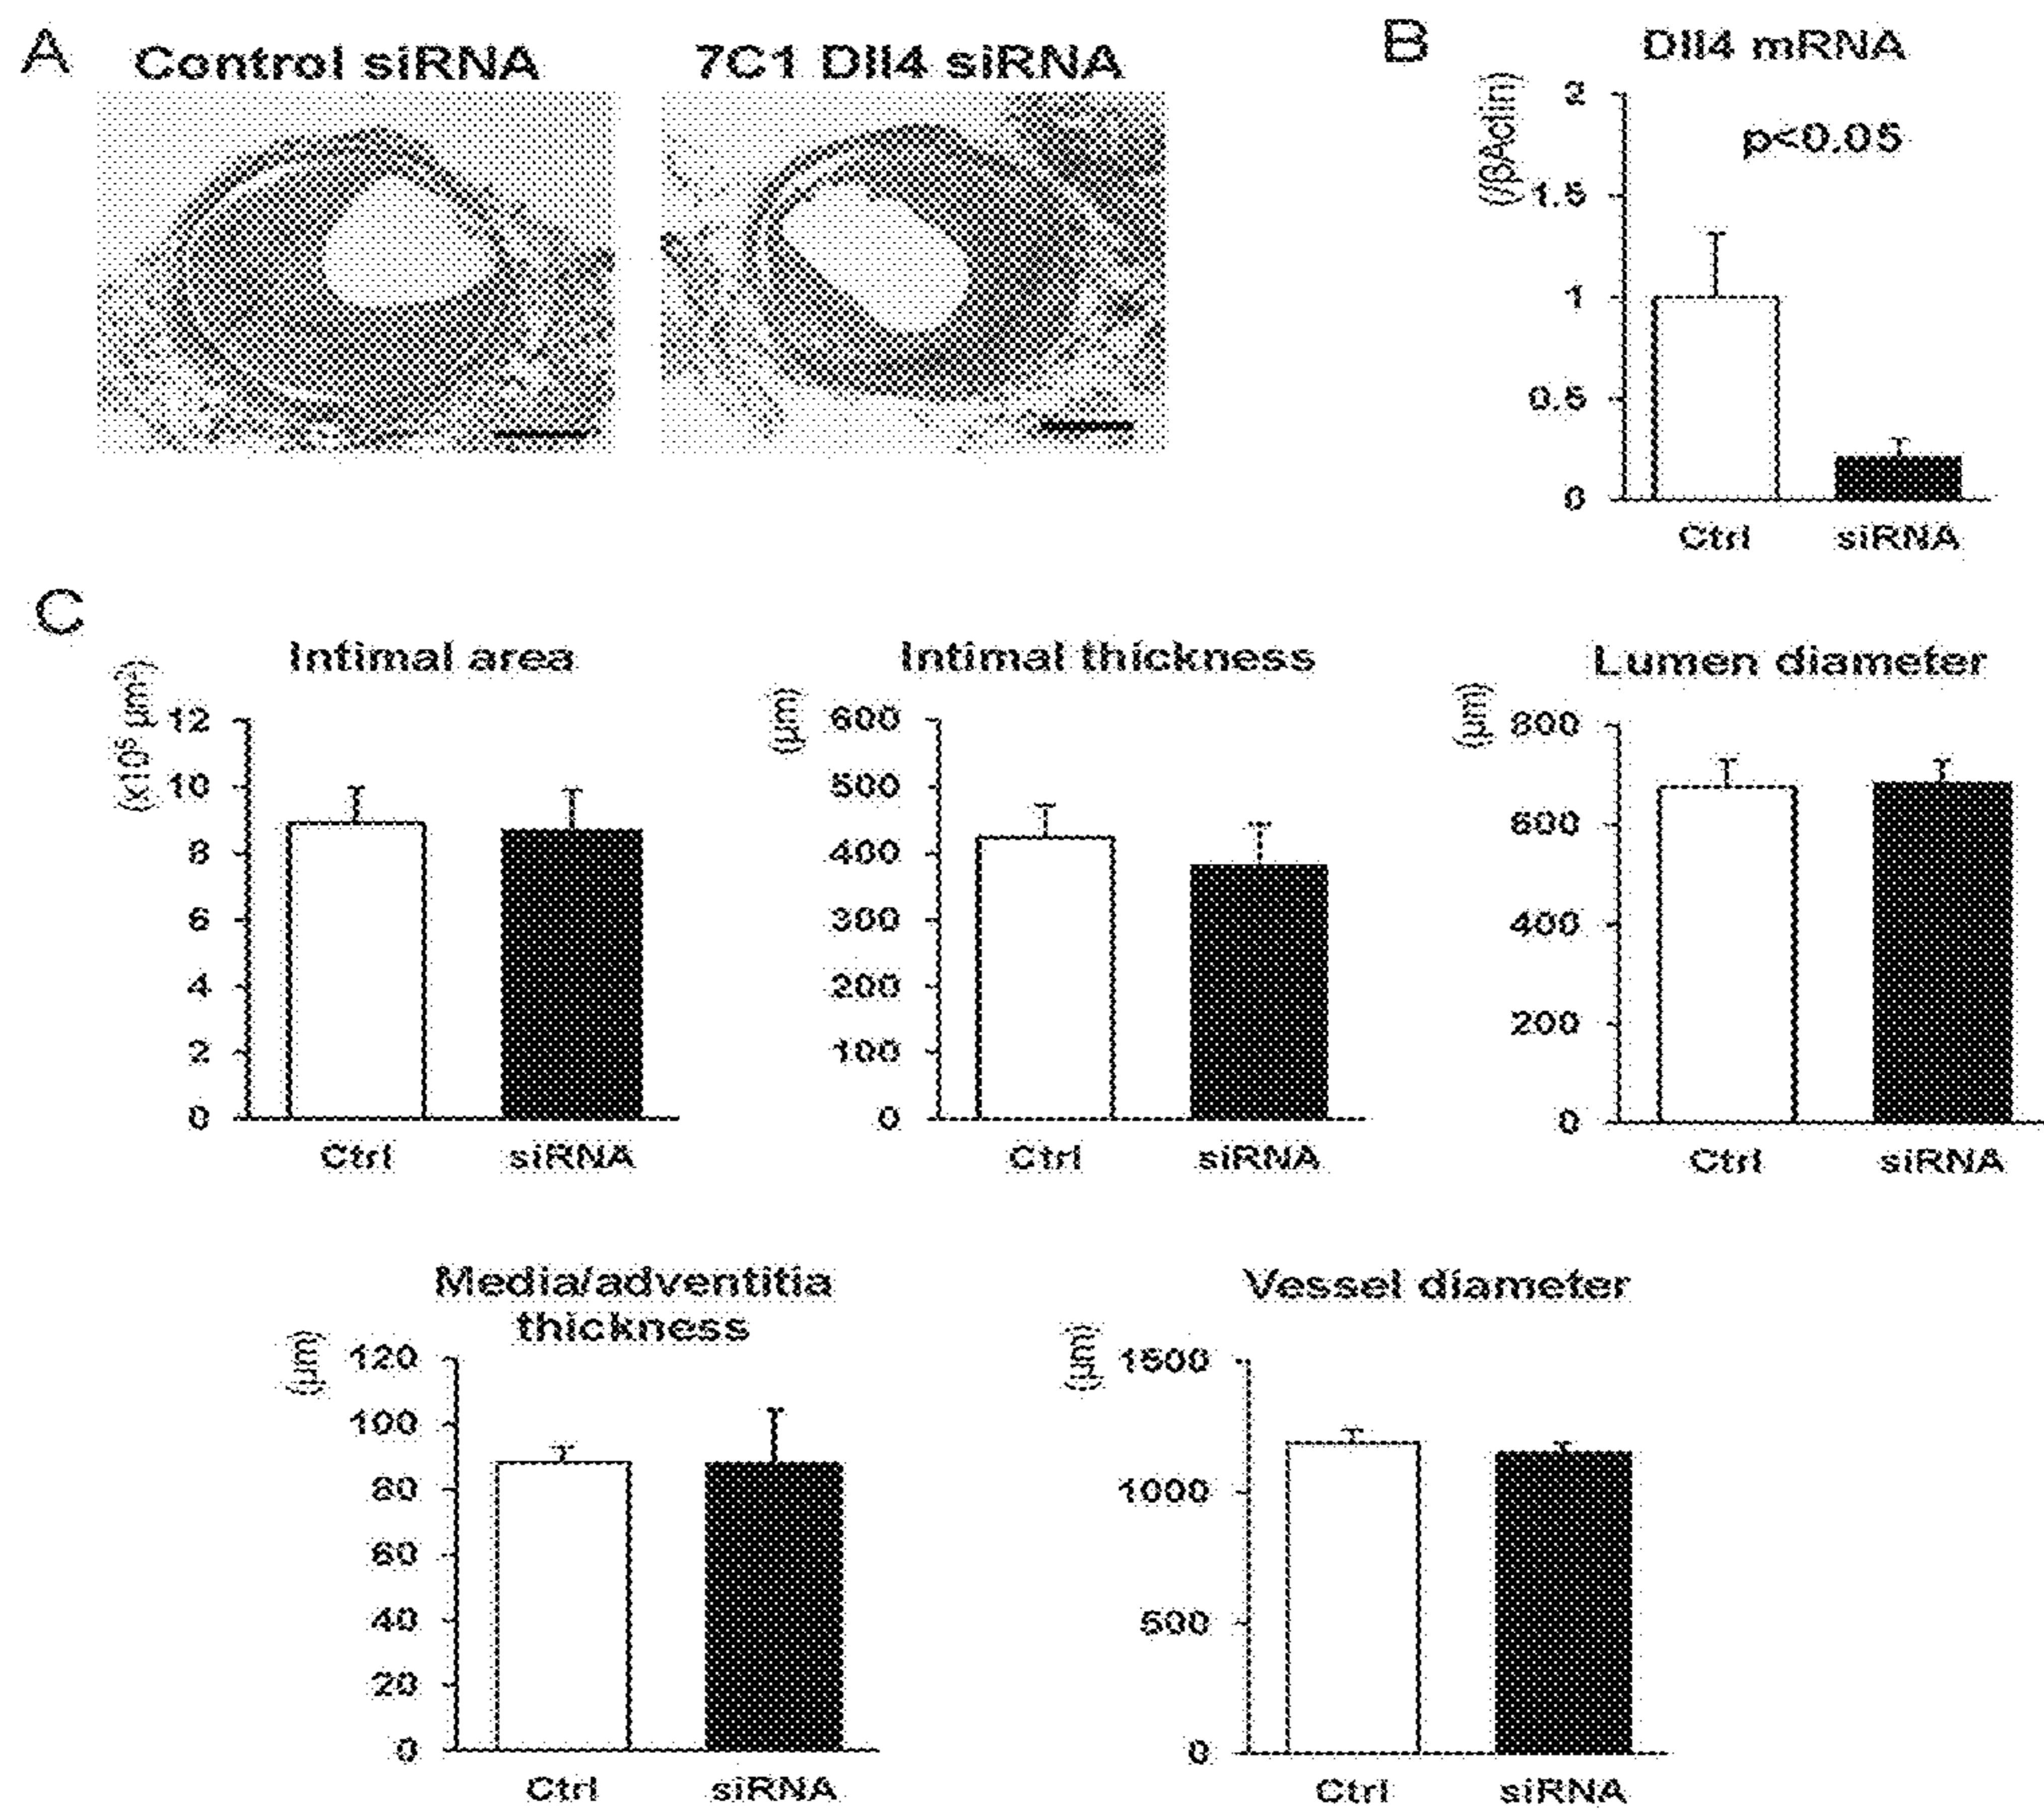 A
Control siRNA
7C1 Dll4 siRNA
B
Dll4 mRNA
(/βActin)
2
1.5
1
0.5
0
p<0.05
Ctrl
siRNA
C
Intimal area
(x10⁵ μm²)
12
10
8
6
4
2
0
Ctrl
siRNA
Intimal thickness
(μm)
600
500
400
300
200
100
0
Ctrl
siRNA
Lumen diameter
(μm)
800
600
400
200
0
Ctrl
siRNA
Media/adventitia
thickness
(μm)
120
100
80
60
40
20
0
Ctrl
siRNA
Vessel diameter
(μm)
1500
1000
500
0
Ctrl
siRNA